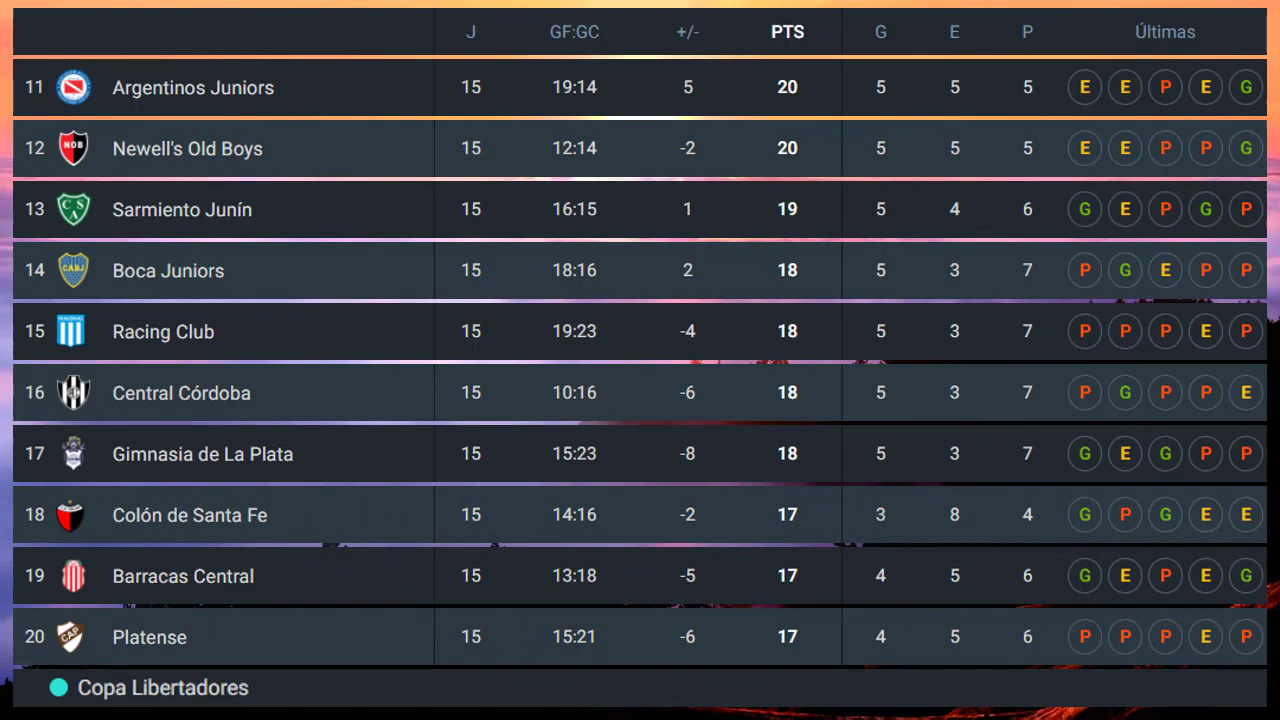 J GF:GC +/- PTS G E P Últimas
11 Argentinos Juniors 15 19:14 5 20 5 5 5 E E P E G
12 NOB Newell's Old Boys 15 12:14 -2 20 5 5 5 E E P P G
13 CSA Sarmiento Junín 15 16:15 1 19 5 4 6 G E P G P
14 CABJ Boca Juniors 15 18:16 2 18 5 3 7 P G E P P
15 RACING Racing Club 15 19:23 -4 18 5 3 7 P P P E P
16 Central Córdoba 15 10:16 -6 18 5 3 7 P G P P E
17 Gimnasia de La Plata 15 15:23 -8 18 5 3 7 G E G P P
18 Colón de Santa Fe 15 14:16 -2 17 3 8 4 G P G E E
19 Barracas Central 15 13:18 -5 17 4 5 6 G E P E G
20 CAP Platense 15 15:21 -6 17 4 5 6 P P P E P
Copa Libertadores